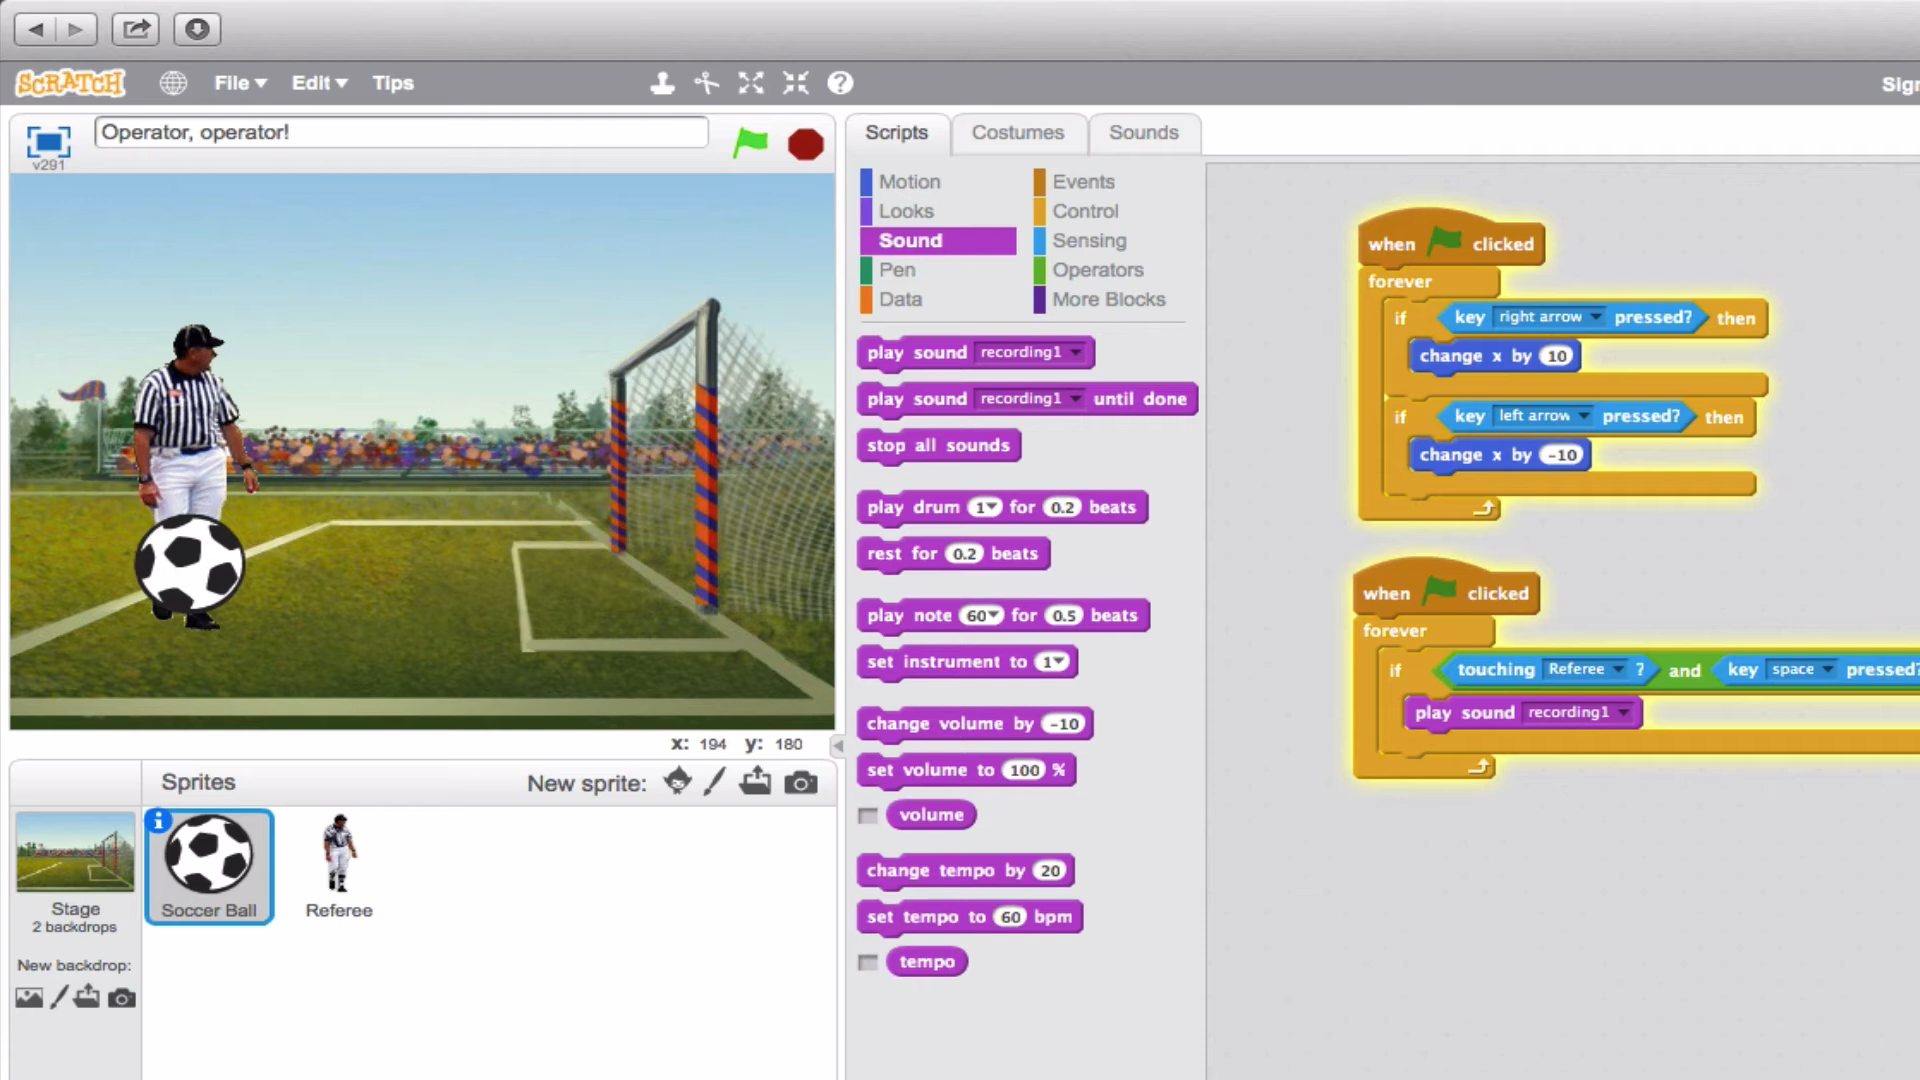 SCRATCH File Edit Tips Sign
v291 Operator, operator!
x: 194 y: 180
Sprites New sprite:
Stage
2 backdrops
New backdrop:
i
Soccer Ball
Referee
Scripts Costumes Sounds
Motion Events
Looks Control
Sound Sensing
Pen Operators
Data More Blocks
play sound recording1
play sound recording1 until done
stop all sounds
play drum 1 for 0.2 beats
rest for 0.2 beats
play note 60 for 0.5 beats
set instrument to 1
change volume by -10
set volume to 100 %
volume
change tempo by 20
set tempo to 60 bpm
tempo
when clicked
forever
if key right arrow pressed? then
change x by 10
if key left arrow pressed? then
change x by -10
when clicked
forever
if touching Referee ? and key space pressed?
play sound recording1